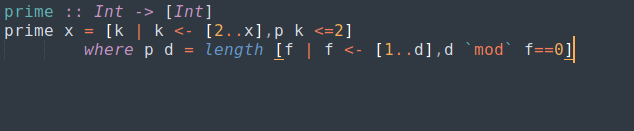 prime :: Int -> [Int]
prime x = [k | k <- [2..x],p k <=2]
        where p d = length [f | f <- [1..d],d `mod` f==0]